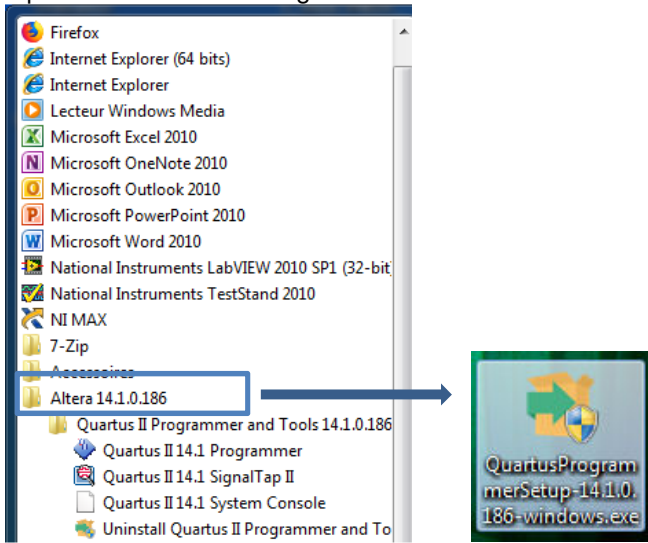 Firefox
Internet Explorer (64 bits)
Internet Explorer
Lecteur Windows Media
Microsoft Excel 2010
Microsoft OneNote 2010
Microsoft Outlook 2010
Microsoft PowerPoint 2010
Microsoft Word 2010
National Instruments LabVIEW 2010 SP1 (32-bit)
National Instruments TestStand 2010
NI MAX
7-Zip
Accessoires
Altera 14.1.0.186
Quartus II Programmer and Tools 14.1.0.186
Quartus II 14.1 Programmer
Quartus II 14.1 SignalTap II
Quartus II 14.1 System Console
Uninstall Quartus II Programmer and To
QuartusProgram
merSetup-14.1.0.
186-windows.exe